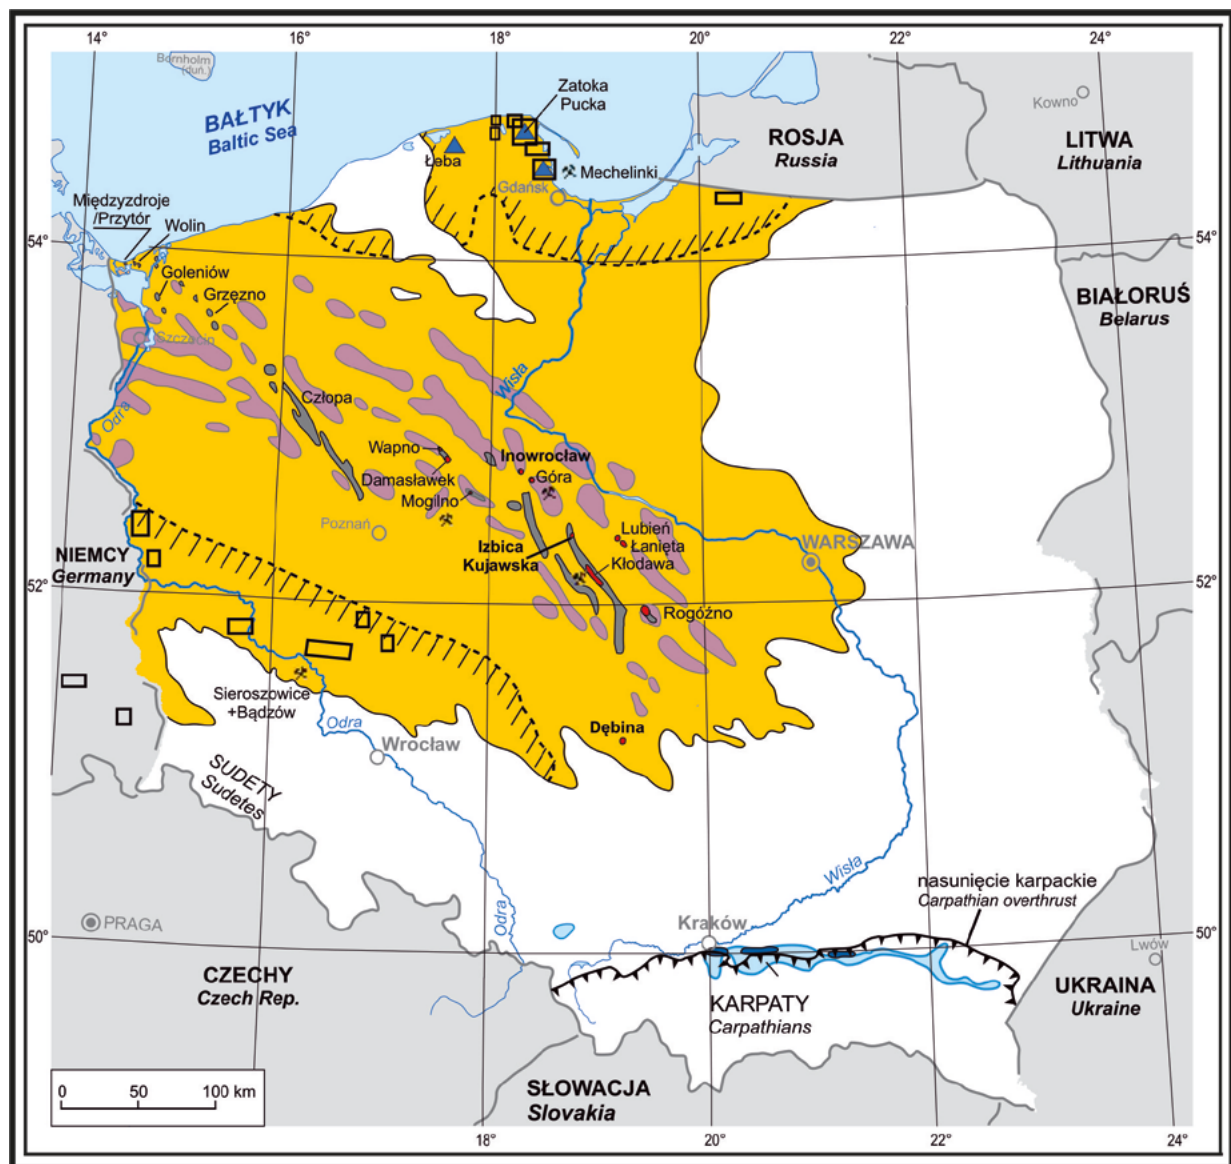 14°
16°
18°
20°
22°
24°
Bornholm
(duń.)
Zatoka
Pucka
Kowno
BAŁTYK
Baltic Sea
ROSJA
Russia
LITWA
Lithuania
Łeba
Mechelinki
Gdańsk
Międzyzdroje
/Przytór
Wolin
54°
54°
Goleniów
Grzęzno
BIAŁORUŚ
Belarus
Szczecin
Wisła
Człopa
Odra
Wapno
Inowrocław
Damasławek
Góra
Mogilno
Poznań
Lubień
Łanięta
WARSZAWA
Izbica
Kujawska
Kłodawa
NIEMCY
Germany
52°
52°
Rogóźno
Sieroszowice
+Bądzów
Odra
Dębina
Wrocław
SUDETY
Sudetes
Wisła
nasunięcie karpackie
Carpathian overthrust
PRAGA
Odra
Kraków
50°
50°
Lwów
CZECHY
Czech Rep.
KARPATY
Carpathians
UKRAINA
Ukraine
0 50 100 km
SŁOWACJA
Slovakia
18°
20°
22°
24°